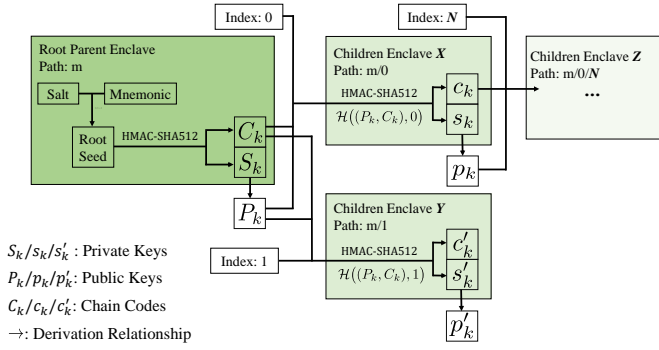 Index: 0
Index: N
Root Parent Enclave
Path: m
Salt
Mnemonic
Root
Seed
HMAC-SHA512
C_k
S_k
P_k
Children Enclave X
Path: m/0
HMAC-SHA512
ℋ((P_k, C_k), 0)
c_k
s_k
p_k
Children Enclave Z
Path: m/0/N
...
Index: 1
Children Enclave Y
Path: m/1
HMAC-SHA512
ℋ((P_k, C_k), 1)
c′_k
s′_k
p′_k
S_k/s_k/s′_k: Private Keys
P_k/p_k/p′_k: Public Keys
C_k/c_k/c′_k: Chain Codes
→: Derivation Relationship